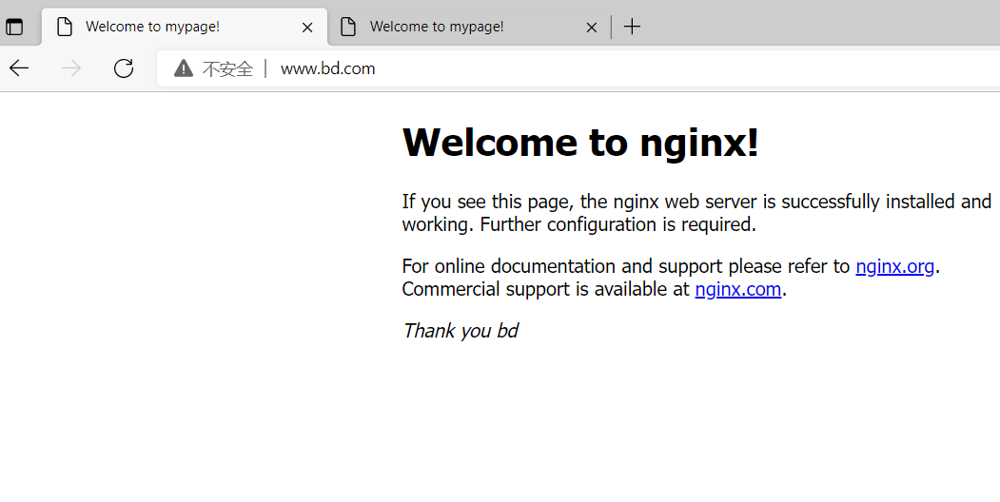 Welcome to mypage!
Welcome to mypage!
不安全
www.bd.com
Welcome to nginx!
If you see this page, the nginx web server is successfully installed and
working. Further configuration is required.
For online documentation and support please refer to nginx.org.
Commercial support is available at nginx.com.
Thank you bd